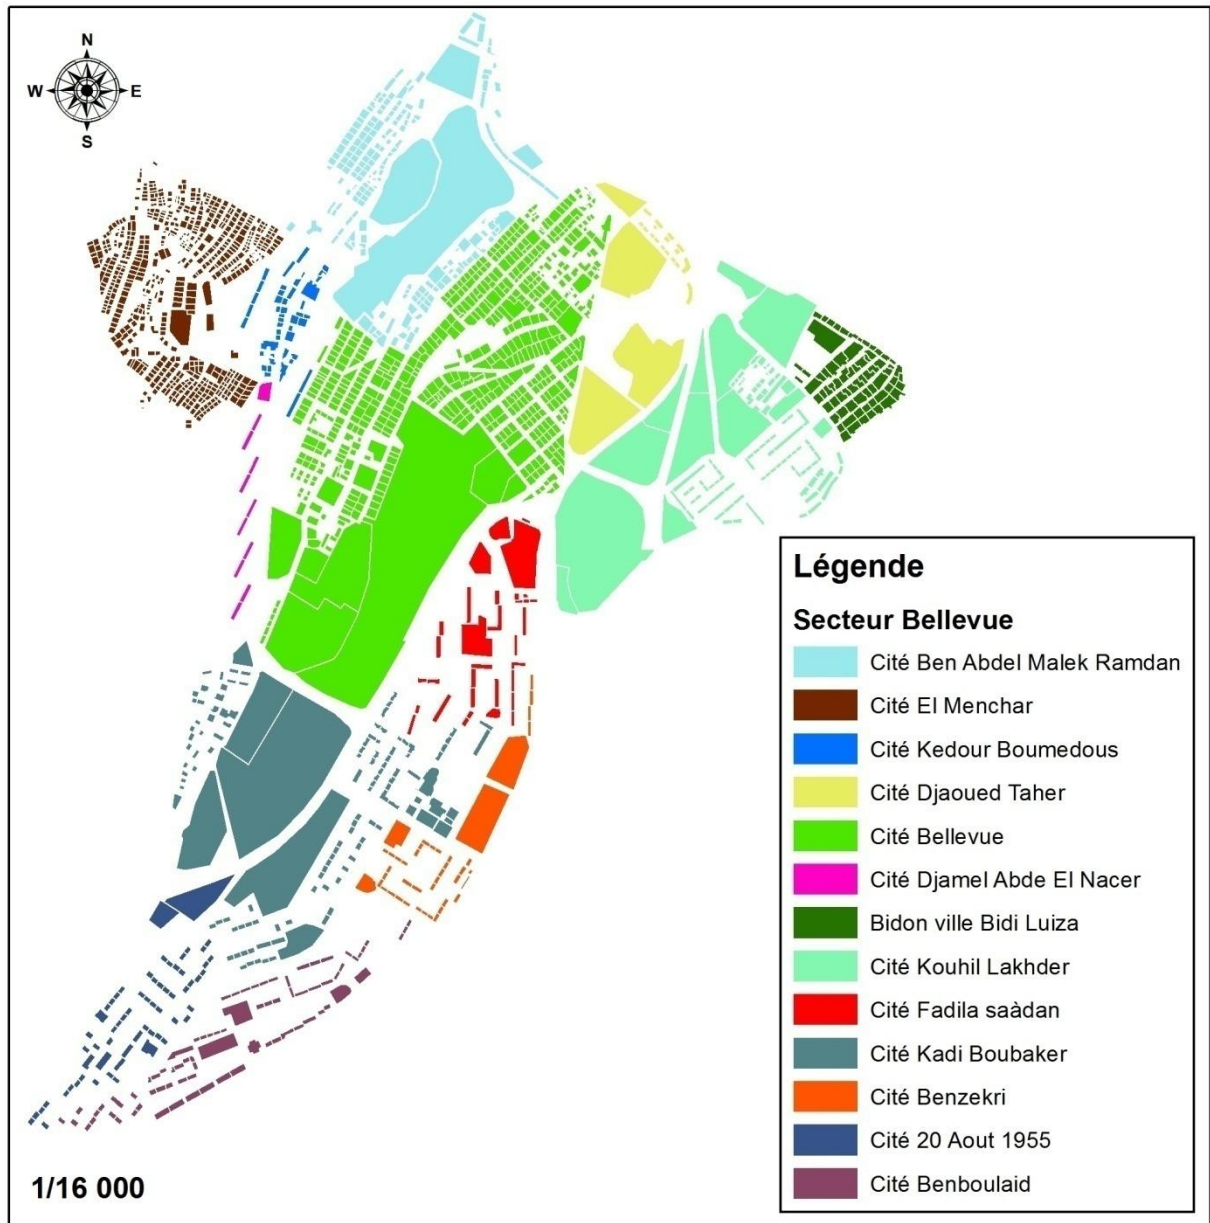 N
W E
S
Légende
Secteur Bellevue
Cité Ben Abdel Malek Ramdan
Cité El Menchar
Cité Kedour Boumedous
Cité Djaoued Taher
Cité Bellevue
Cité Djamel Abde El Nacer
Bidon ville Bidi Luiza
Cité Kouhil Lakhder
Cité Fadila saàdan
Cité Kadi Boubaker
Cité Benzekri
Cité 20 Aout 1955
Cité Benboulaid
1/16 000